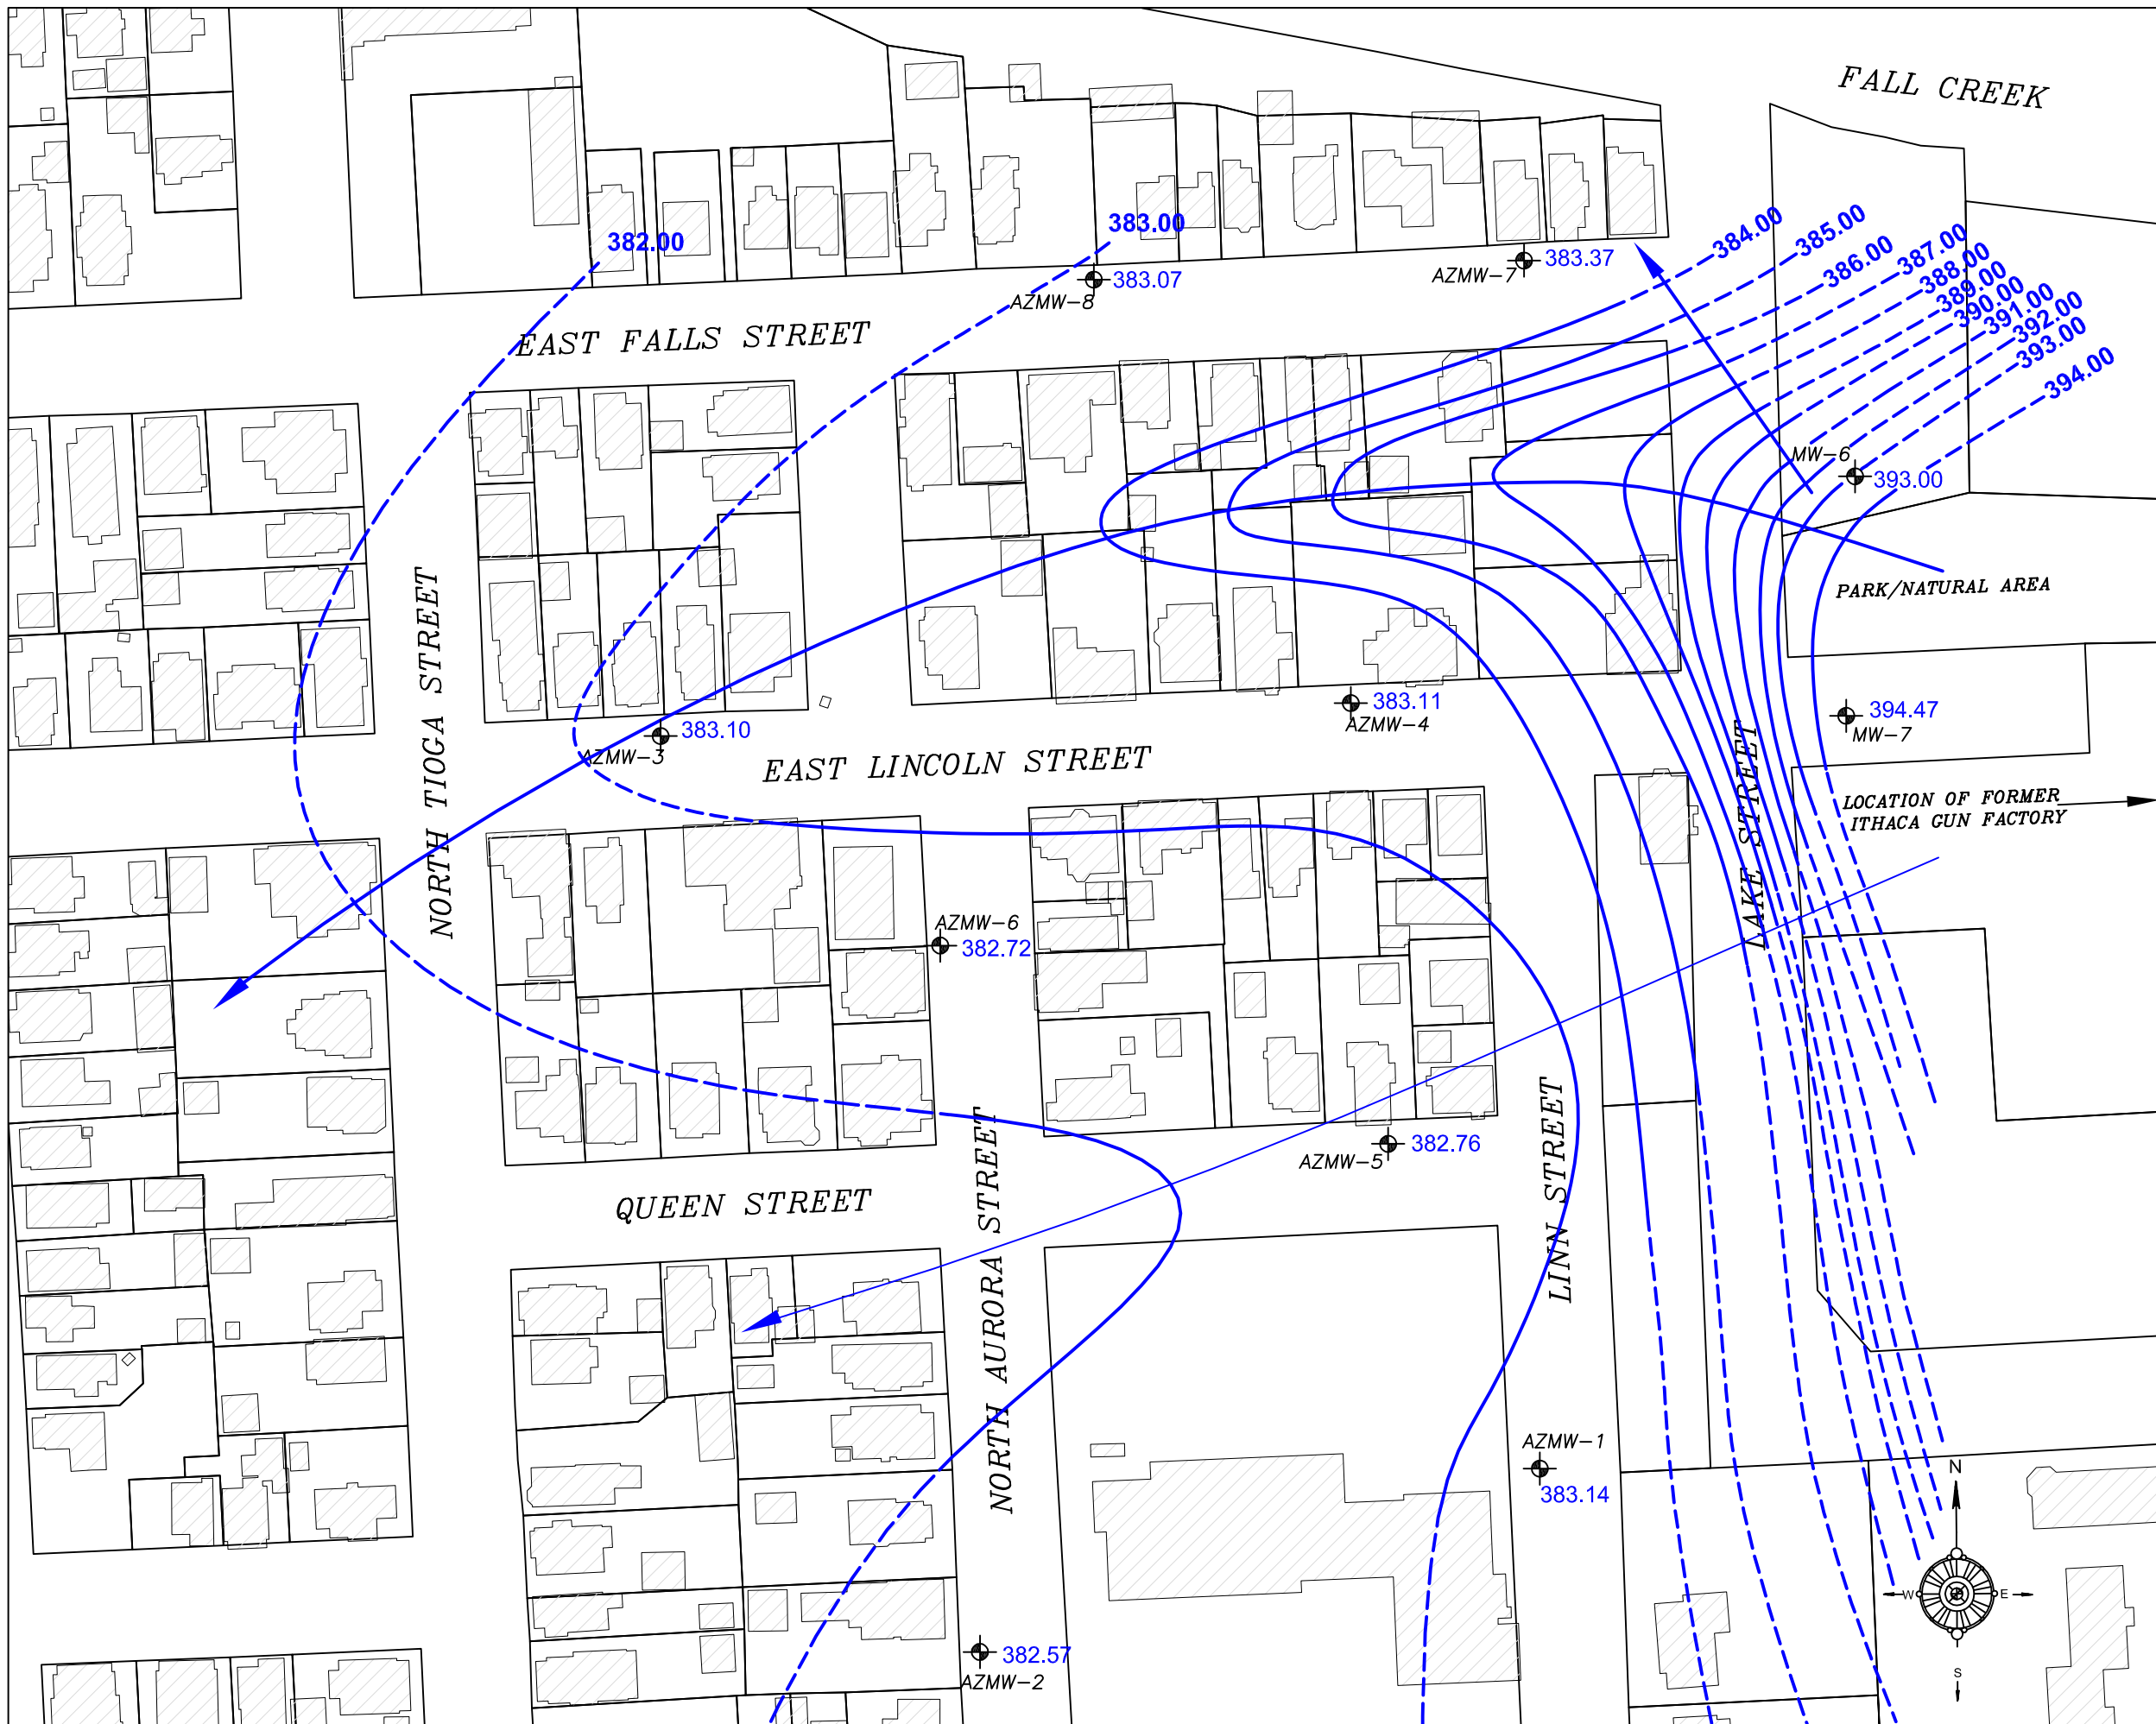 FALL CREEK
384.00
385.00
386.00
387.00
388.00
389.00
390.00
391.00
392.00
393.00
394.00
382.00
383.00
AZMW-8
383.07
AZMW-7
383.37
EAST FALLS STREET
MW-6
393.00
PARK/NATURAL AREA
NORTH TIOGA STREET
AZMW-3
383.10
383.11
AZMW-4
394.47
MW-7
EAST LINCOLN STREET
LAKE STREET
LOCATION OF FORMER
ITHACA GUN FACTORY
AZMW-6
382.72
AZMW-5
382.76
QUEEN STREET
NORTH AURORA STREET
LINN STREET
AZMW-1
383.14
N
W
E
S
382.57
AZMW-2